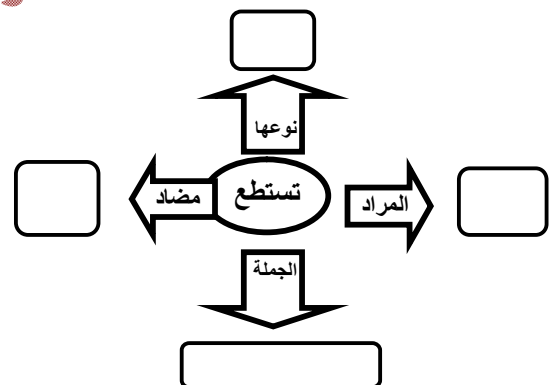 نوعها
المراد
تستطع
مضاد
الجملة